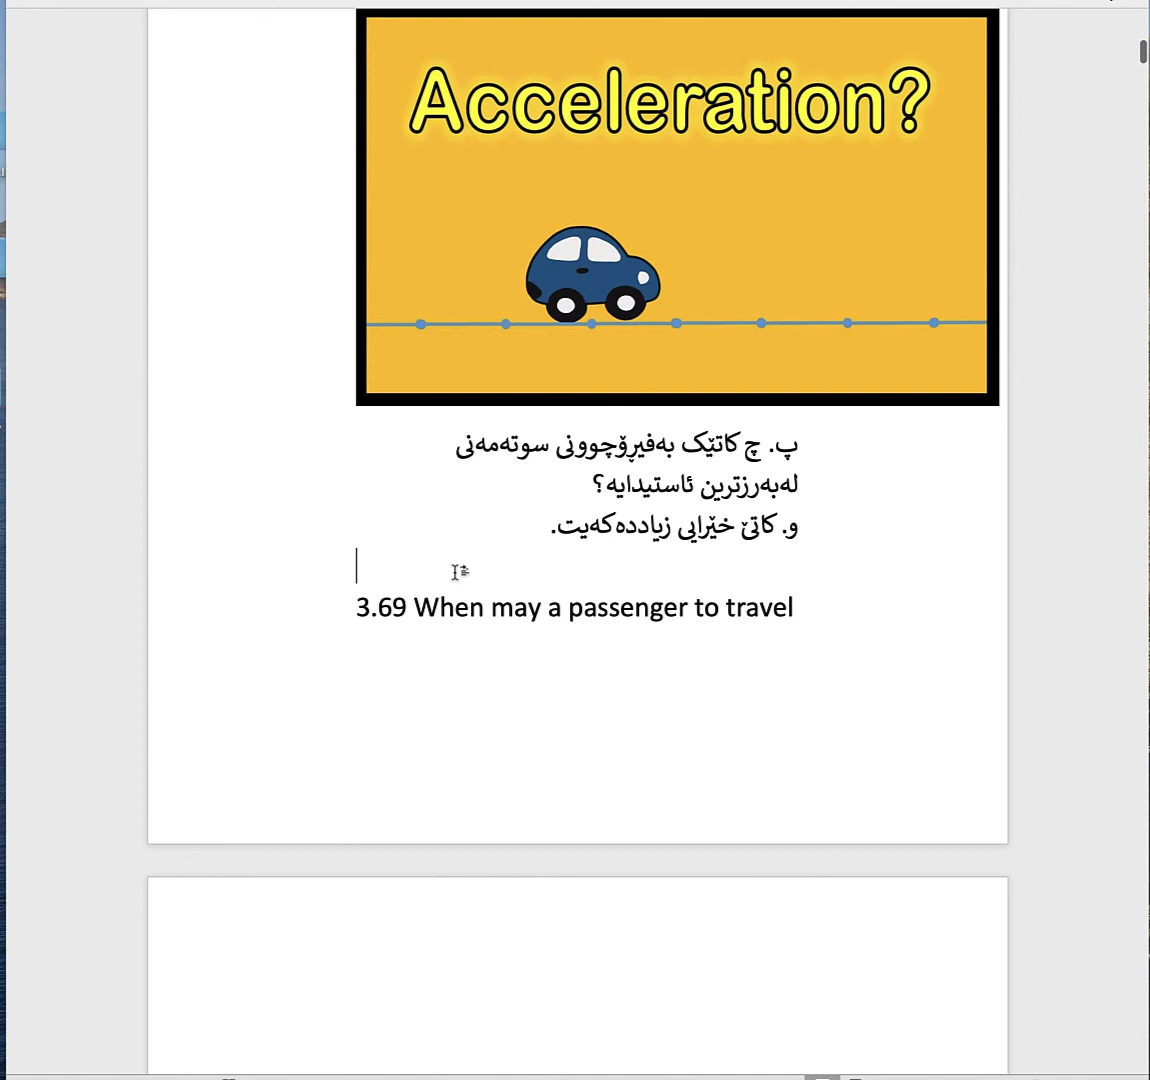 Acceleration?
پ. چ کاتێک بەفیڕۆچوونی سوتەمەنی
لەبەرزترین ئاستیدایە؟
و. کاتێ خێرایی زیاددەکەیت.
3.69 When may a passenger to travel